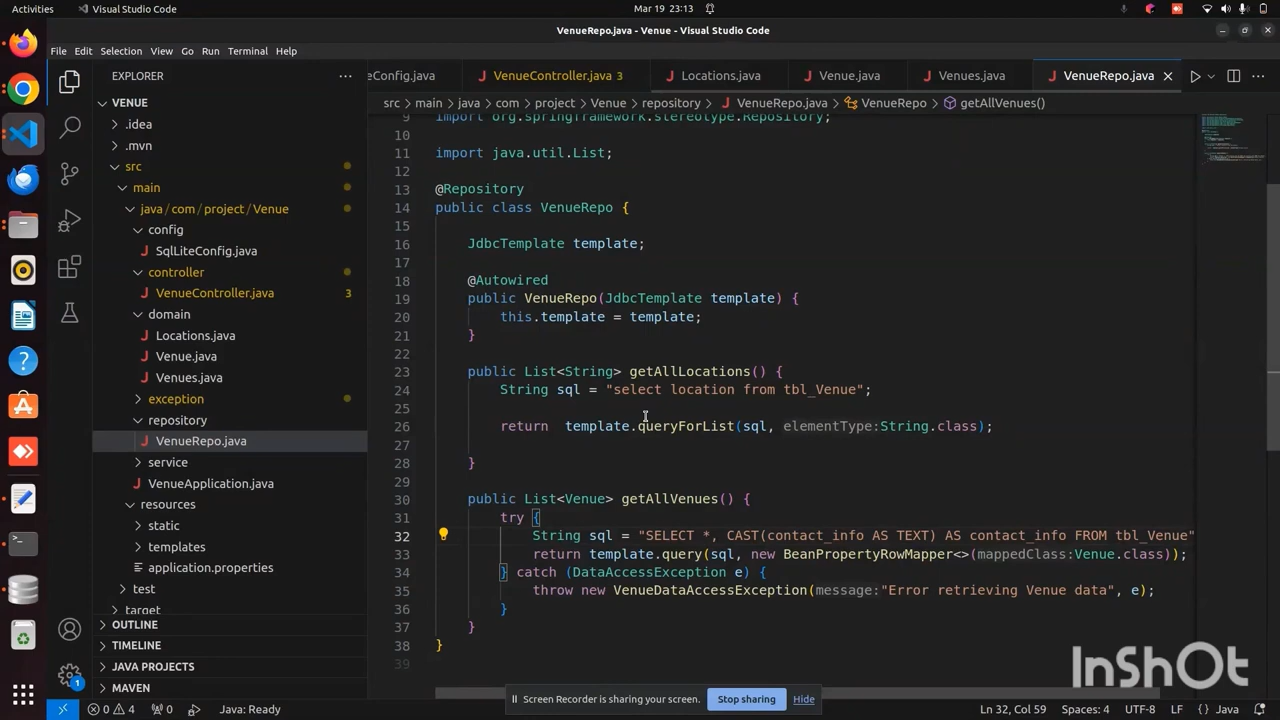 Activities
Visual Studio Code
Mar 19 23:13
VenueRepo.java - Venue - Visual Studio Code
File Edit Selection View Go Run Terminal Help
EXPLORER
eConfig.java VenueController.java 3 Locations.java Venue.java Venues.java VenueRepo.java
src main java com project Venue repository VenueRepo.java VenueRepo getAllVenues()
VENUE
.idea
.mvn
src
main
java / com / project / Venue
config
SqlLiteConfig.java
controller
VenueController.java 3
domain
Locations.java
Venue.java
Venues.java
exception
repository
VenueRepo.java
service
VenueApplication.java
resources
static
templates
application.properties
test
target
OUTLINE
TIMELINE
JAVA PROJECTS
MAVEN
9 import org.springframework.stereotype.Repository;
10
11 import java.util.List;
12
13 @Repository
14 public class VenueRepo {
15
16 JdbcTemplate template;
17
18 @Autowired
19 public VenueRepo(JdbcTemplate template) {
20 this.template = template;
21 }
22
23 public List<String> getAllLocations() {
24 String sql = "select location from tbl_Venue";
25
26 return template.queryForList(sql, elementType:String.class);
27
28 }
29
30 public List<Venue> getAllVenues() {
31 try {
32 String sql = "SELECT *, CAST(contact_info AS TEXT) AS contact_info FROM tbl_Venue"
33 return template.query(sql, new BeanPropertyRowMapper<>(mappedClass:Venue.class));
34 } catch (DataAccessException e) {
35 throw new VenueDataAccessException(message:"Error retrieving Venue data", e);
36 }
37 }
38 }
39
InShOt
Screen Recorder is sharing your screen. Stop sharing Hide
1
0 4 0 Java: Ready Ln 32, Col 59 Spaces: 4 UTF-8 LF {} Java